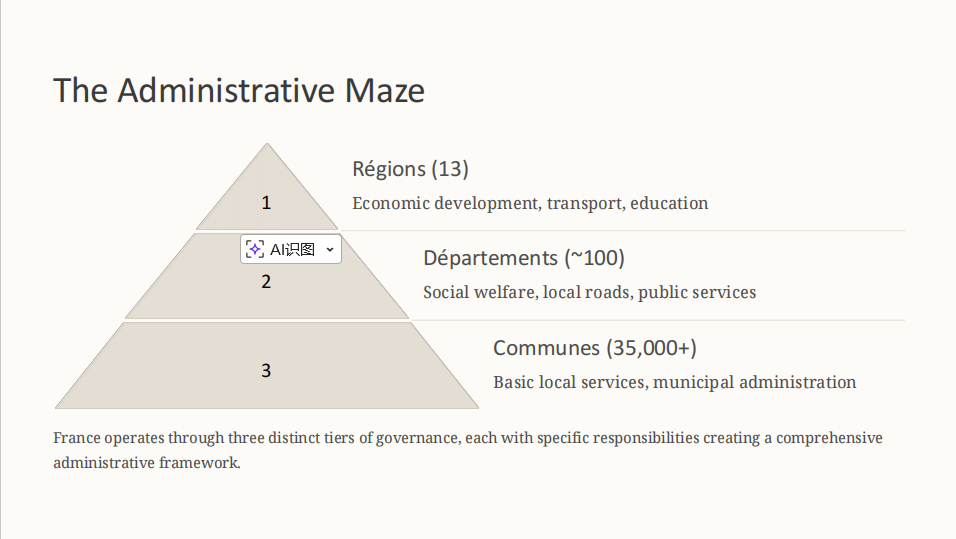 The Administrative Maze
1
Régions (13)
Economic development, transport, education
AI识图
2
Départements (~100)
Social welfare, local roads, public services
3
Communes (35,000+)
Basic local services, municipal administration
France operates through three distinct tiers of governance, each with specific responsibilities creating a comprehensive
administrative framework.